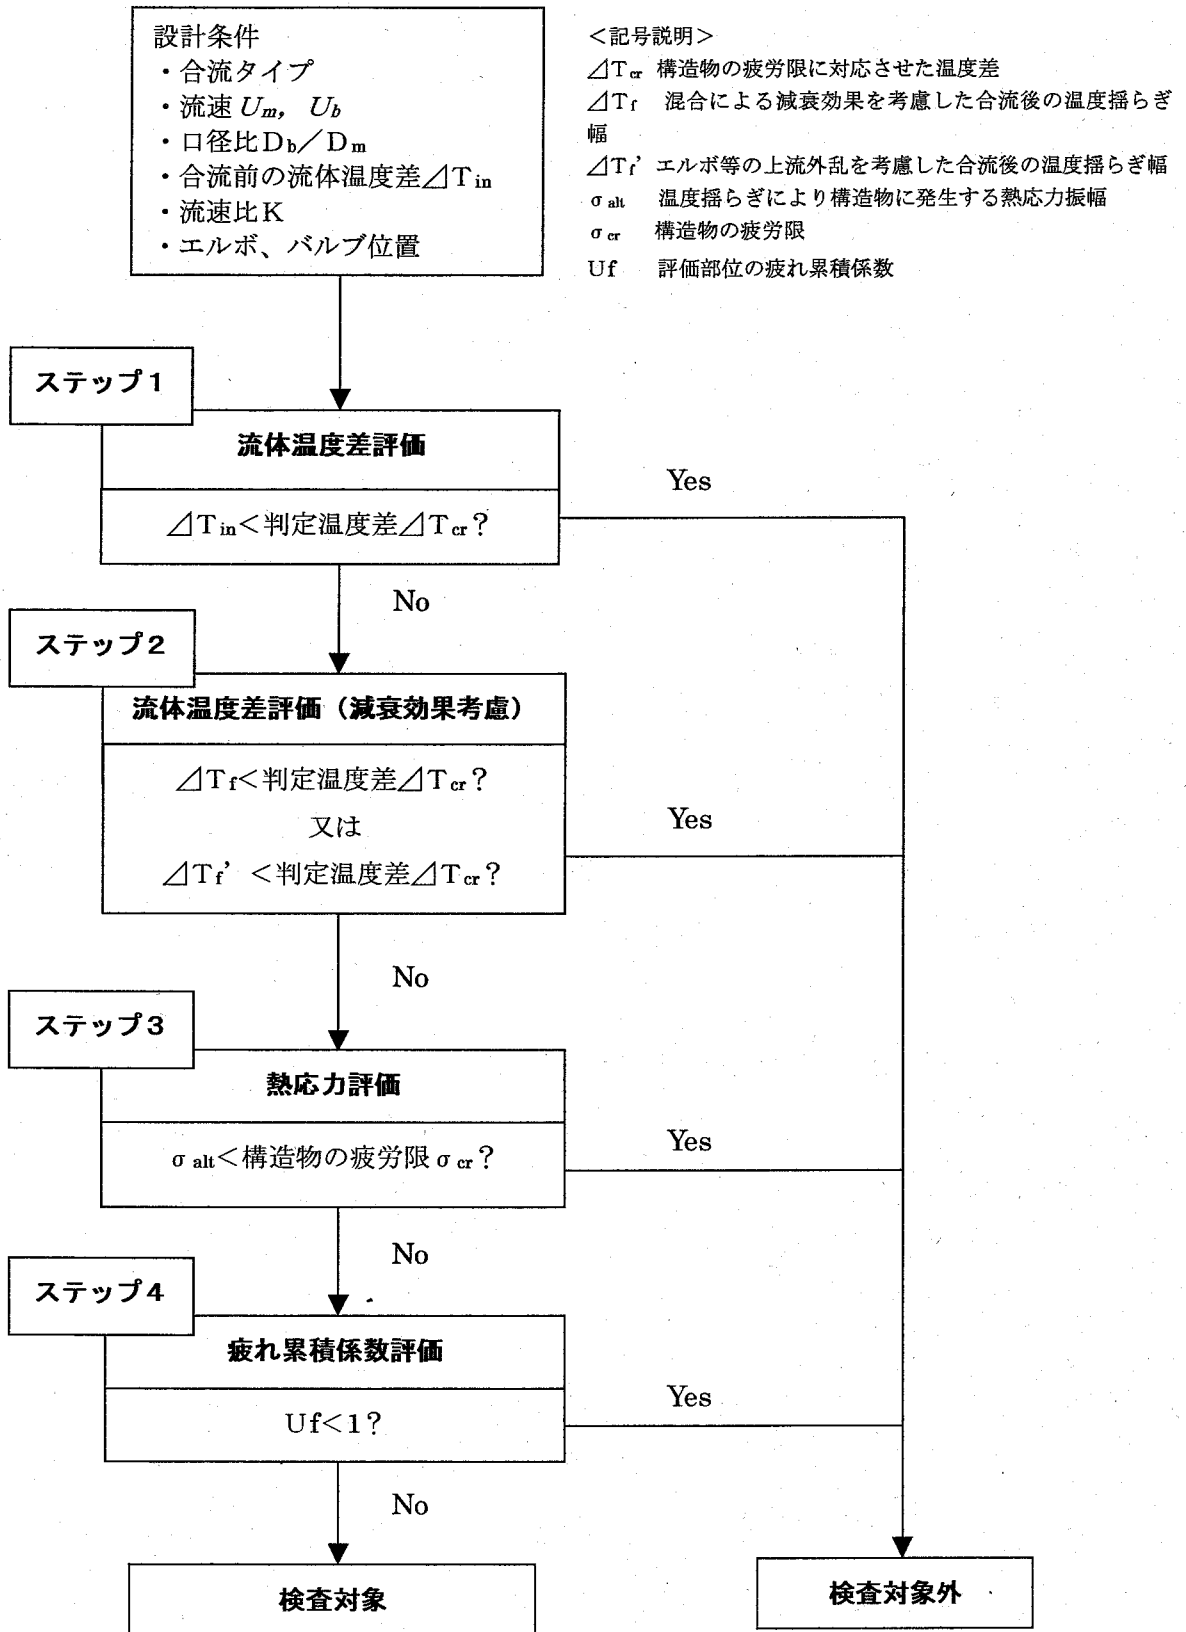 設計条件
・合流タイプ
・流速Um, Ub
・口径比Db／Dm
・合流前の流体温度差⊿Tin
・流速比K
・エルボ、バルブ位置
＜記号説明＞
⊿Tcr 構造物の疲労限に対応させた温度差
⊿Tf 混合による減衰効果を考慮した合流後の温度揺らぎ
幅
⊿Tf’ エルボ等の上流外乱を考慮した合流後の温度揺らぎ幅
σalt 温度揺らぎにより構造物に発生する熱応力振幅
σcr 構造物の疲労限
Uf 評価部位の疲れ累積係数
ステップ1
流体温度差評価
⊿Tin＜判定温度差⊿Tcr？
Yes
No
ステップ2
流体温度差評価（減衰効果考慮）
⊿Tf＜判定温度差⊿Tcr？
又は
⊿Tf’＜判定温度差⊿Tcr？
Yes
No
ステップ3
熱応力評価
σalt＜構造物の疲労限σcr？
Yes
No
ステップ4
疲れ累積係数評価
Uf＜1？
Yes
No
検査対象
検査対象外